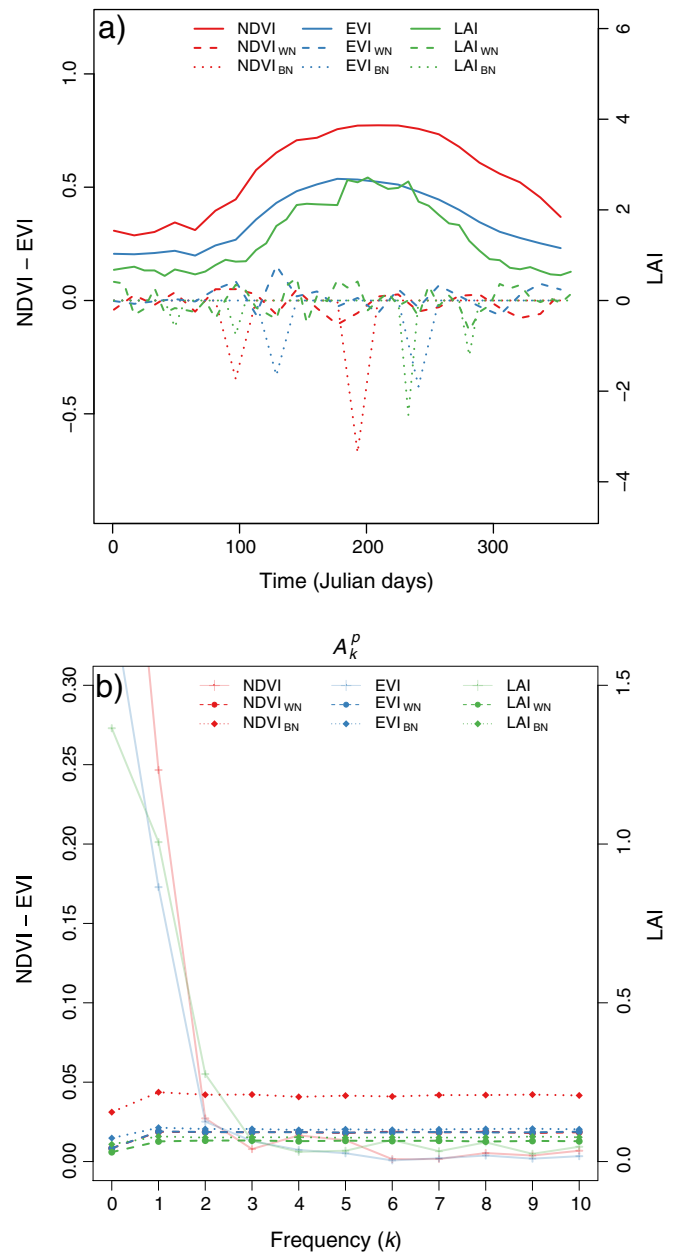 a)
NDVI EVI LAI
NDVI WN EVI WN LAI WN
NDVI BN EVI BN LAI BN
1.0
0.5
0.0
−0.5
NDVI − EVI
6
4
2
0
−2
−4
LAI
0 100 200 300
Time (Julian days)
A_k^p
b)
NDVI EVI LAI
NDVI WN EVI WN LAI WN
NDVI BN EVI BN LAI BN
0.30
0.25
0.20
0.15
0.10
0.05
0.00
NDVI − EVI
1.5
1.0
0.5
0.0
LAI
0 1 2 3 4 5 6 7 8 9 10
Frequency (k)